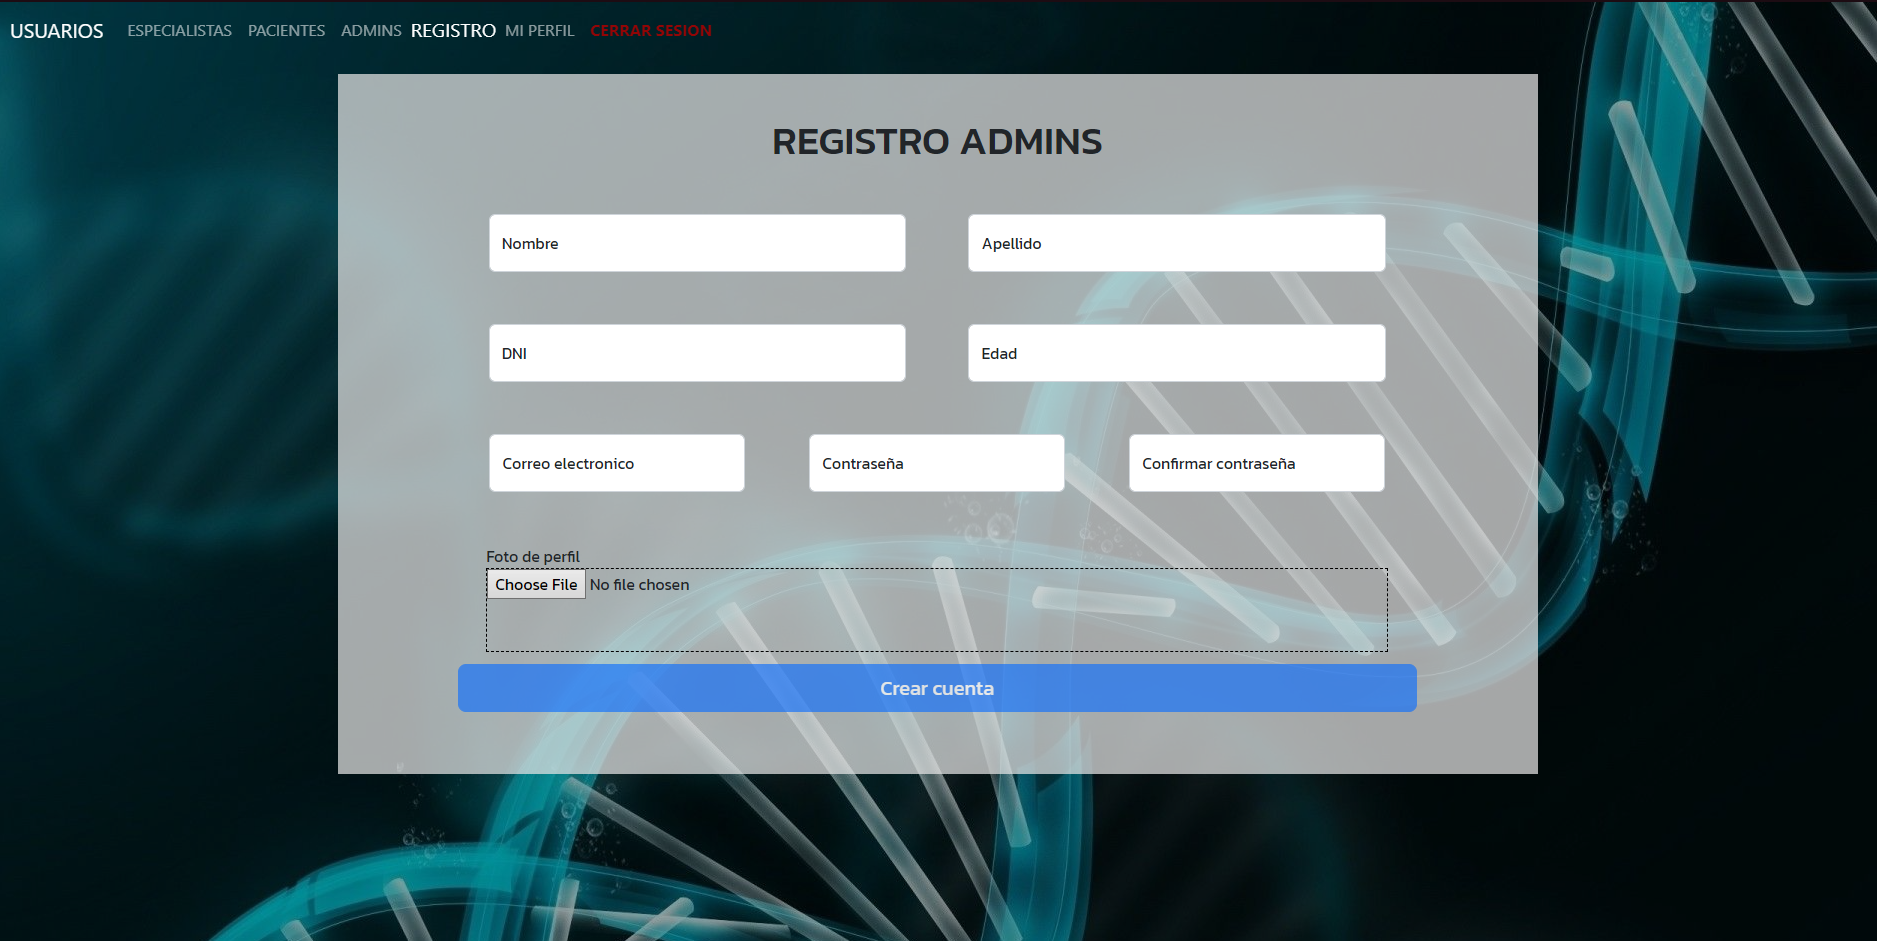 USUARIOS ESPECIALISTAS PACIENTES ADMINS REGISTRO MI PERFIL CERRAR SESION
REGISTRO ADMINS
Nombre Apellido
DNI Edad
Correo electronico Contraseña Confirmar contraseña
Foto de perfil
Choose File No file chosen
Crear cuenta